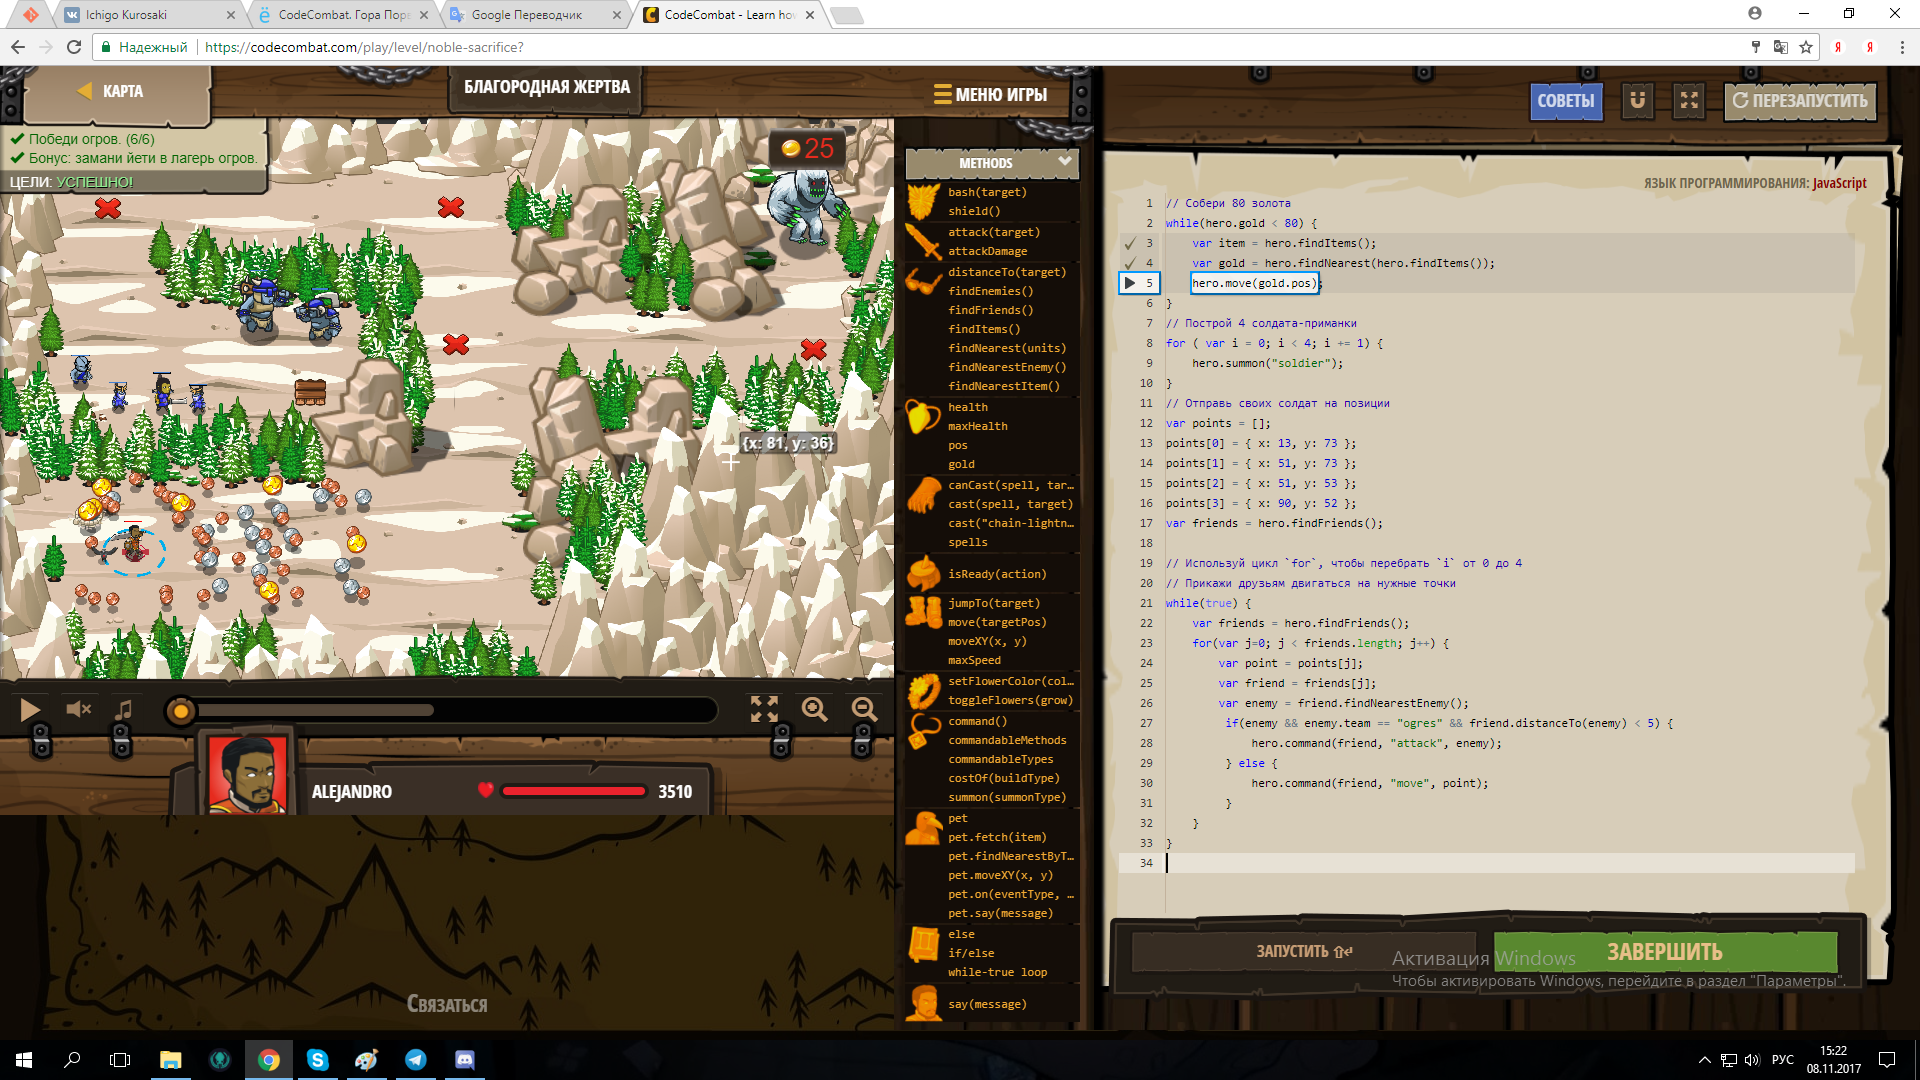 Ichigo Kurosaki
CodeCombat. Гора Пор
Google Переводчик
CodeCombat - Learn how
Надежный
https://codecombat.com/play/level/noble-sacrifice?
КАРТА
БЛАГОРОДНАЯ ЖЕРТВА
МЕНЮ ИГРЫ
СОВЕТЫ
ПЕРЕЗАПУСТИТЬ
Победи огров. (6/6)
Бонус: замани йети в лагерь огров.
ЦЕЛИ: УСПЕШНО!
25
{x: 81, y: 36}
ALEJANDRO
3510
Связаться
METHODS
bash(target)
shield()
attack(target)
attackDamage
distanceTo(target)
findEnemies()
findFriends()
findItems()
findNearest(units)
findNearestEnemy()
findNearestItem()
health
maxHealth
pos
gold
canCast(spell, tar...
cast(spell, target)
cast("chain-lightn...
spells
isReady(action)
jumpTo(target)
move(targetPos)
moveXY(x, y)
maxSpeed
setFlowerColor(col...
toggleFlowers(grow)
command()
commandableMethods
commandableTypes
costOf(buildType)
summon(summonType)
pet
pet.fetch(item)
pet.findNearestByT...
pet.moveXY(x, y)
pet.on(eventType, ...
pet.say(message)
else
if/else
while-true loop
say(message)
ЯЗЫК ПРОГРАММИРОВАНИЯ: JavaScript
1 // Собери 80 золота
2 while(hero.gold < 80) {
3 var item = hero.findItems();
4 var gold = hero.findNearest(hero.findItems());
5 hero.move(gold.pos);
6 }
7 // Построй 4 солдата-приманки
8 for ( var i = 0; i < 4; i += 1) {
9 hero.summon("soldier");
10 }
11 // Отправь своих солдат на позиции
12 var points = [];
13 points[0] = { x: 13, y: 73 };
14 points[1] = { x: 51, y: 73 };
15 points[2] = { x: 51, y: 53 };
16 points[3] = { x: 90, y: 52 };
17 var friends = hero.findFriends();
18
19 // Используй цикл `for`, чтобы перебрать `i` от 0 до 4
20 // Прикажи друзьям двигаться на нужные точки
21 while(true) {
22 var friends = hero.findFriends();
23 for(var j=0; j < friends.length; j++) {
24 var point = points[j];
25 var friend = friends[j];
26 var enemy = friend.findNearestEnemy();
27 if(enemy && enemy.team == "ogres" && friend.distanceTo(enemy) < 5) {
28 hero.command(friend, "attack", enemy);
29 } else {
30 hero.command(friend, "move", point);
31 }
32 }
33 }
34
ЗАПУСТИТЬ ⇧↵
ЗАВЕРШИТЬ
Активация Windows
Чтобы активировать Windows, перейдите в раздел "Параметры".
РУС
15:22
08.11.2017